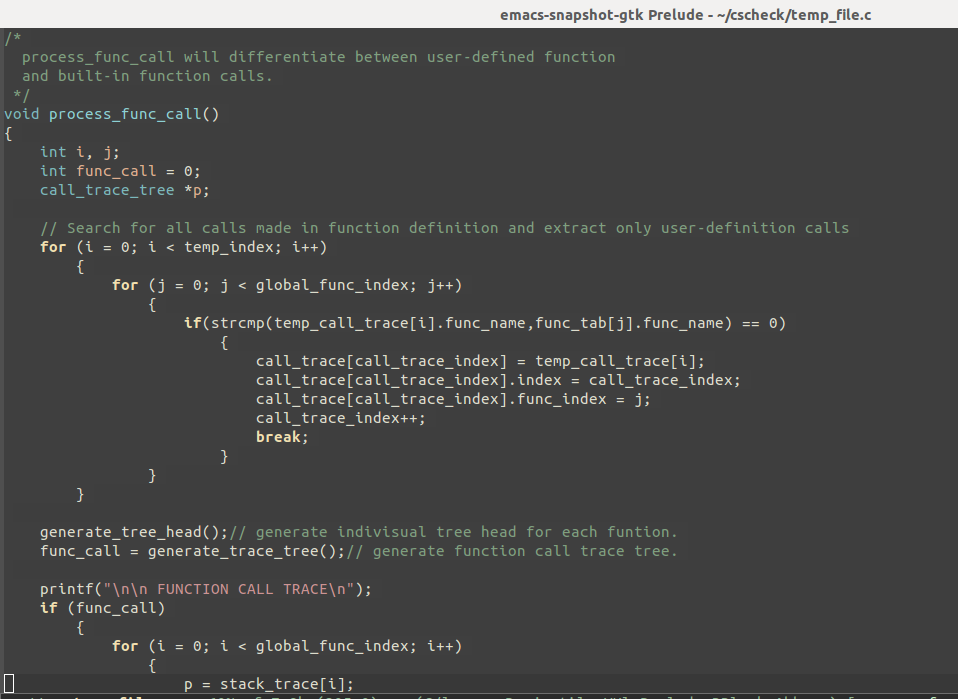 emacs-snapshot-gtk Prelude - ~/cscheck/temp_file.c
/*
  process_func_call will differentiate between user-defined function
  and built-in function calls.
 */
void process_func_call()
{
    int i, j;
    int func_call = 0;
    call_trace_tree *p;
    // Search for all calls made in function definition and extract only user-definition calls
    for (i = 0; i < temp_index; i++)
        {
            for (j = 0; j < global_func_index; j++)
                {
                    if(strcmp(temp_call_trace[i].func_name,func_tab[j].func_name) == 0)
                        {
                            call_trace[call_trace_index] = temp_call_trace[i];
                            call_trace[call_trace_index].index = call_trace_index;
                            call_trace[call_trace_index].func_index = j;
                            call_trace_index++;
                            break;
                        }
                }
        }
    generate_tree_head();// generate indivisual tree head for each funtion.
    func_call = generate_trace_tree();// generate function call trace tree.
    printf("\n\n FUNCTION CALL TRACE\n");
    if (func_call)
        {
            for (i = 0; i < global_func_index; i++)
                {
                    p = stack_trace[i];